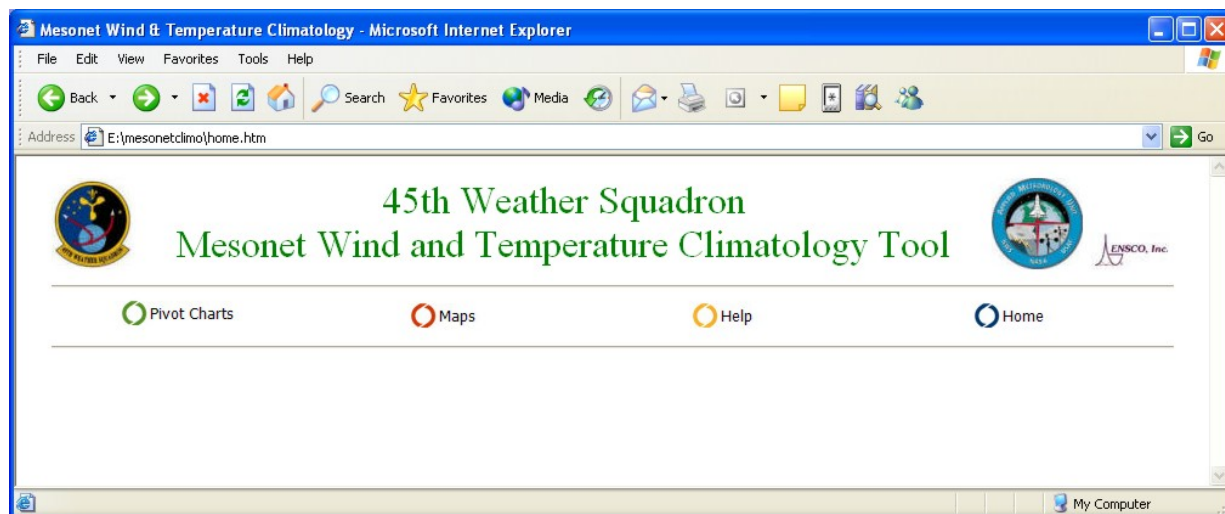 Mesonet Wind & Temperature Climatology - Microsoft Internet Explorer
File Edit View Favorites Tools Help
Back Search Favorites Media
Address E:\mesonetclimo\home.htm Go
45th Weather Squadron
Mesonet Wind and Temperature Climatology Tool
ENSCO, Inc.
Pivot Charts Maps Help Home
My Computer